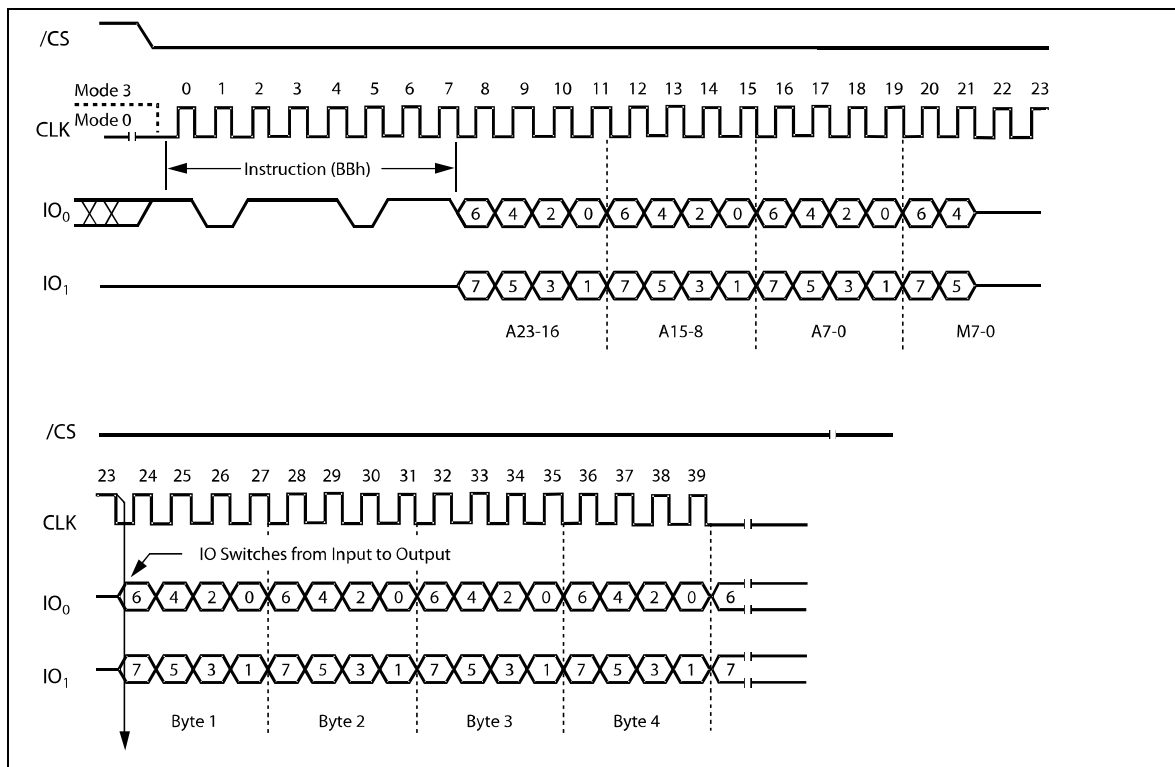 /CS
Mode 3
0 1 2 3 4 5 6 7 8 9 10 11 12 13 14 15 16 17 18 19 20 21 22 23
Mode 0
CLK
Instruction (BBh)
IO0 6 4 2 0 6 4 2 0 6 4 2 0 6 4
IO1 7 5 3 1 7 5 3 1 7 5 3 1 7 5
A23-16 A15-8 A7-0 M7-0
/CS
23 24 25 26 27 28 29 30 31 32 33 34 35 36 37 38 39
CLK
IO Switches from Input to Output
IO0 6 4 2 0 6 4 2 0 6 4 2 0 6 4 2 0 6
IO1 7 5 3 1 7 5 3 1 7 5 3 1 7 5 3 1 7
Byte 1 Byte 2 Byte 3 Byte 4